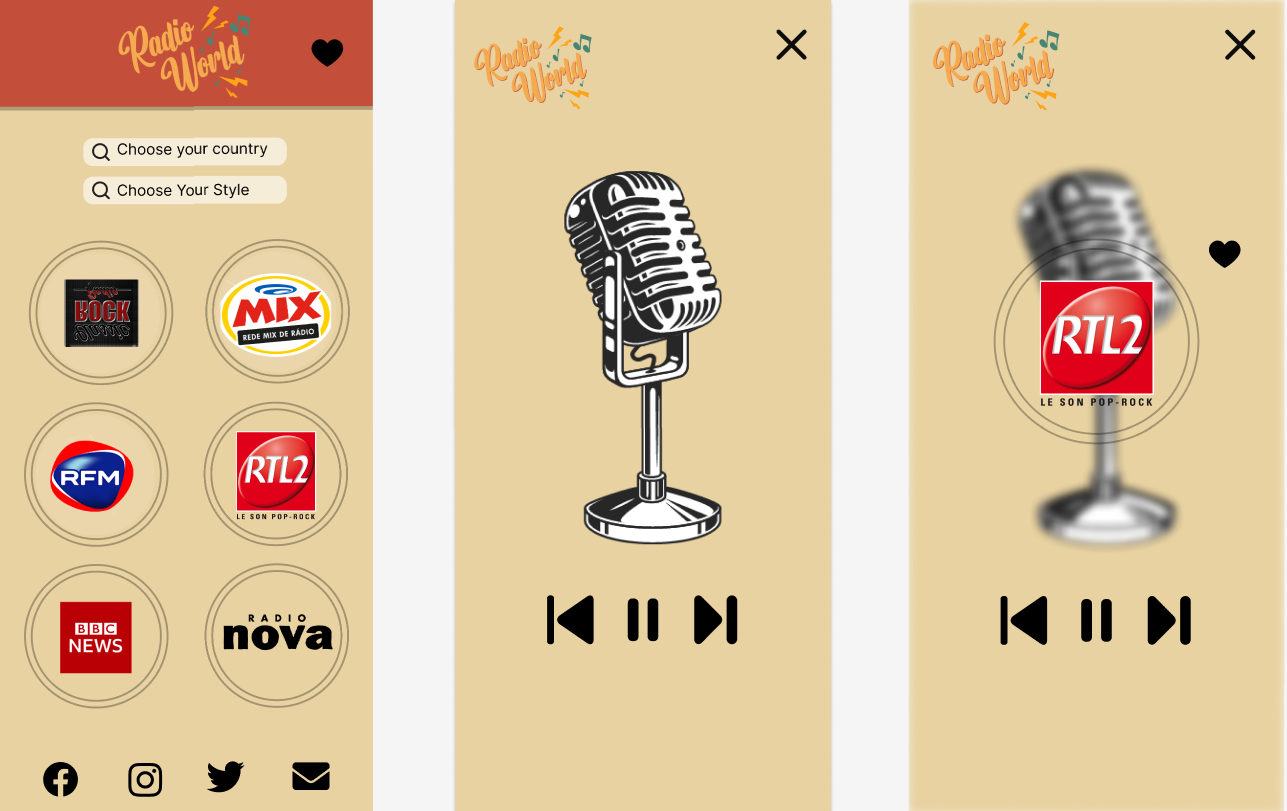 Radio
World
Choose your country
Choose Your Style
ROCK
Classic
MIX
REDE MIX DE RÁDIO
RFM
RTL2
LE SON POP-ROCK
BBC
NEWS
RADIO
nova
Radio
World
Radio
World
RTL2
LE SON POP-ROCK